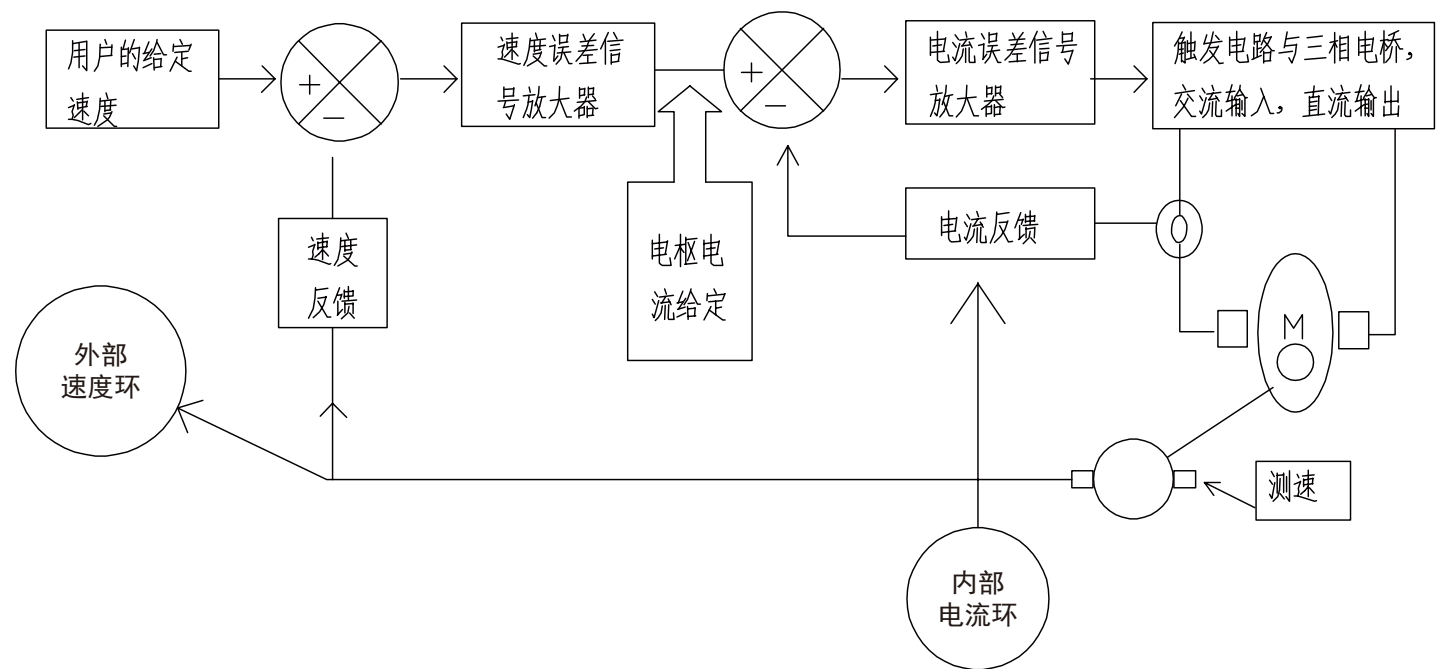 用户的给定
速度
+
−
速度误差信
号放大器
+
−
电流误差信号
放大器
触发电路与三相电桥,
交流输入, 直流输出
速度
反馈
电枢电
流给定
电流反馈
M
外部
速度环
测速
内部
电流环